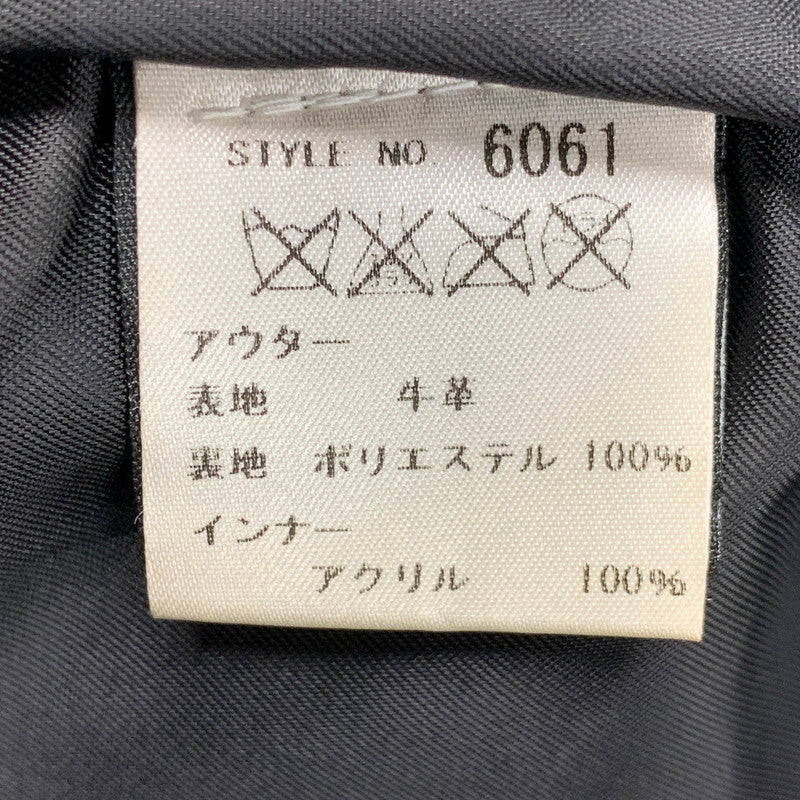 STYLE NO. 6061
アウター
表地 牛革
裏地 ポリエステル 100%
インナー
アクリル 100%